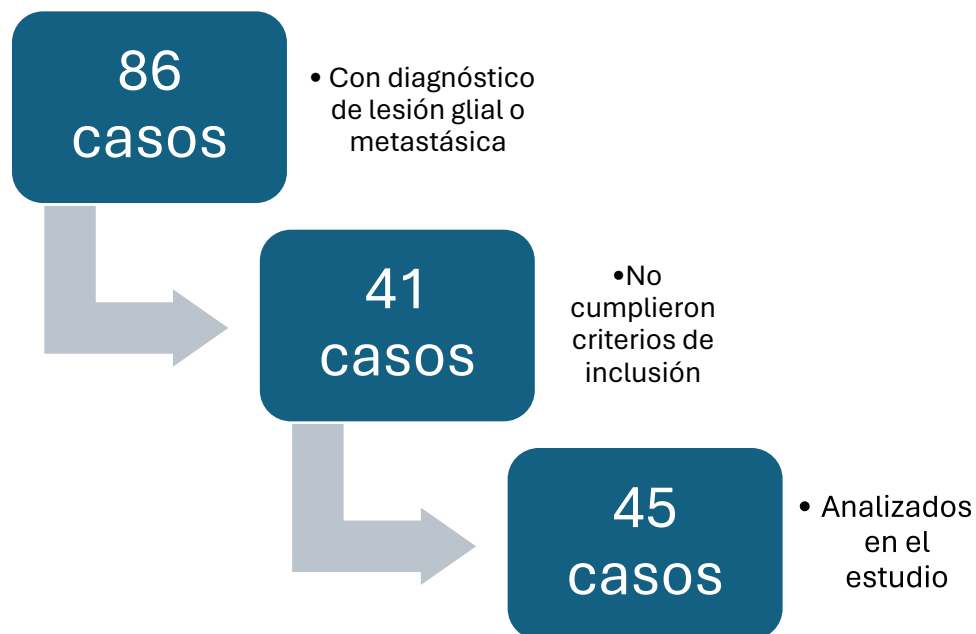 86
casos
• Con diagnóstico
de lesión glial o
metastásica
41
casos
•No
cumplieron
criterios de
inclusión
45
casos
• Analizados
en el
estudio